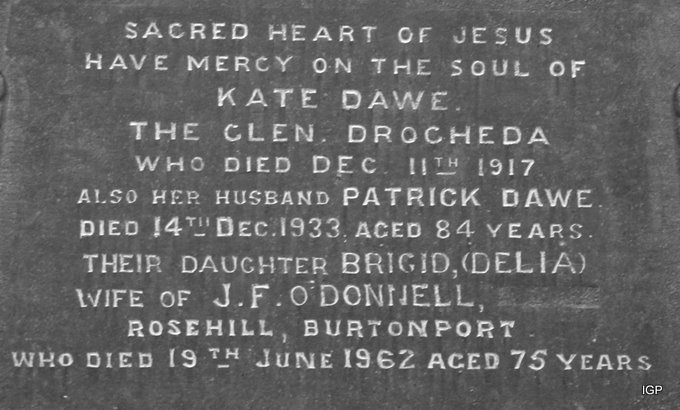 SACRED HEART OF JESUS
HAVE MERCY ON THE SOUL OF
KATE DAWE.
THE GLEN. DROGHEDA
WHO DIED DEC. 11TH 1917
ALSO HER HUSBAND PATRICK DAWE.
DIED 14TH DEC. 1933, AGED 84 YEARS.
THEIR DAUGHTER BRIGID, (DELIA)
WIFE OF J.F. O'DONNELL,
ROSEHILL, BURTONPORT.
WHO DIED 19TH JUNE 1962 AGED 75 YEARS
IGP